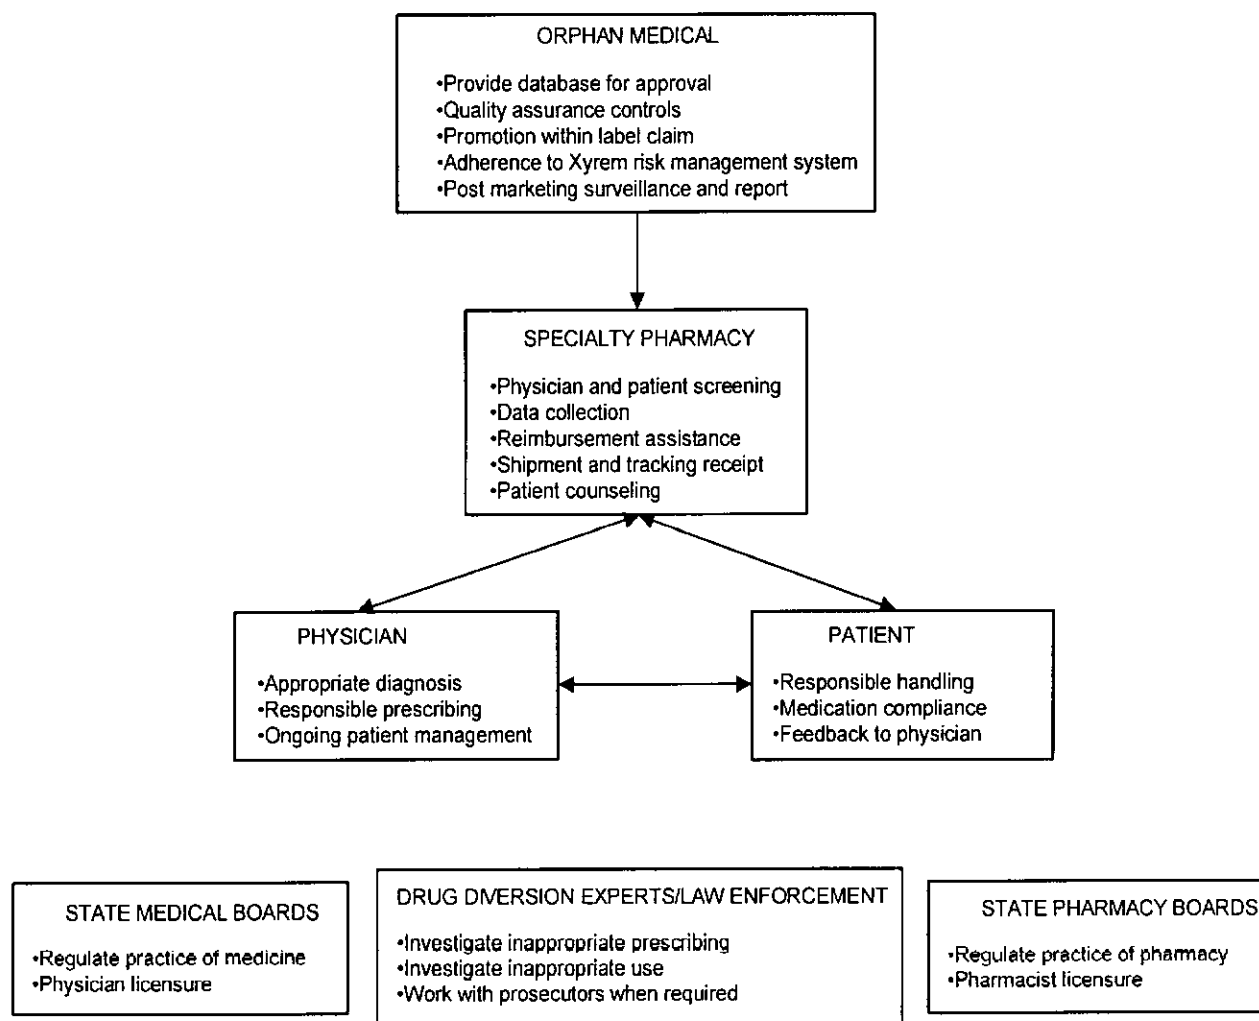 ORPHAN MEDICAL
•Provide database for approval
•Quality assurance controls
•Promotion within label claim
•Adherence to Xyrem risk management system
•Post marketing surveillance and report
SPECIALTY PHARMACY
•Physician and patient screening
•Data collection
•Reimbursement assistance
•Shipment and tracking receipt
•Patient counseling
PHYSICIAN
•Appropriate diagnosis
•Responsible prescribing
•Ongoing patient management
PATIENT
•Responsible handling
•Medication compliance
•Feedback to physician
STATE MEDICAL BOARDS
•Regulate practice of medicine
•Physician licensure
DRUG DIVERSION EXPERTS/LAW ENFORCEMENT
•Investigate inappropriate prescribing
•Investigate inappropriate use
•Work with prosecutors when required
STATE PHARMACY BOARDS
•Regulate practice of pharmacy
•Pharmacist licensure